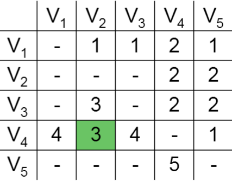 V1 V2 V3 V4 V5
V1 - 1 1 2 1
V2 - - - 2 2
V3 - 3 - 2 2
V4 4 3 4 - 1
V5 - - - 5 -